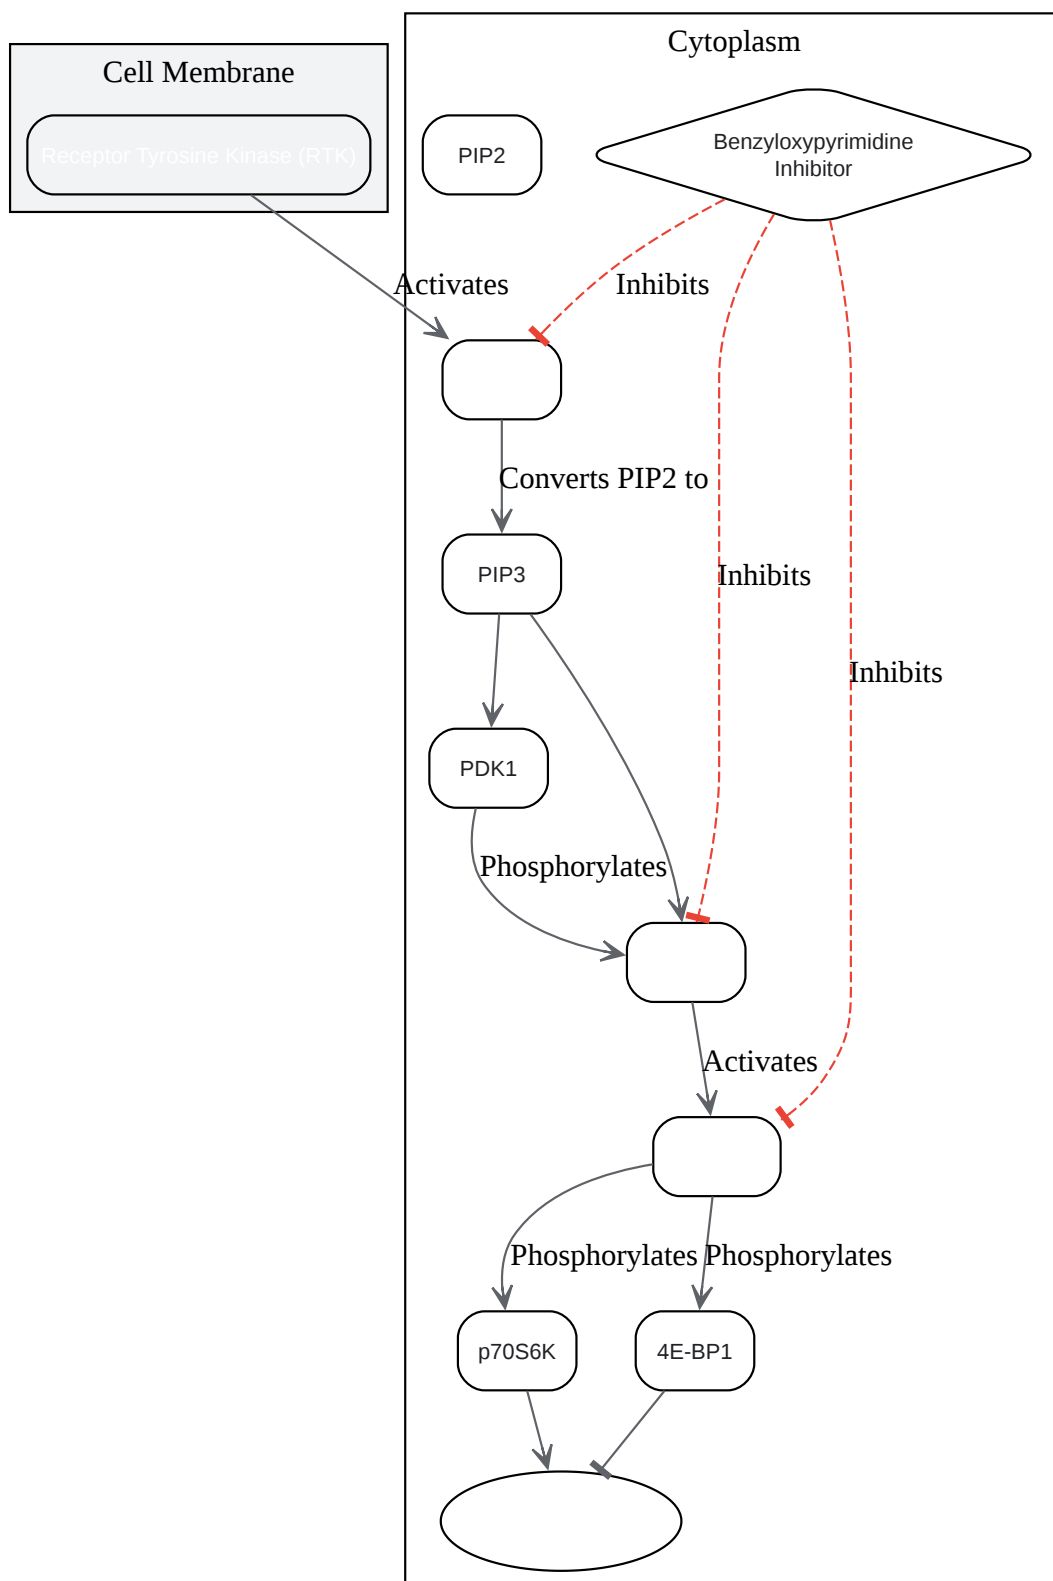 Cytoplasm
Cell Membrane
Receptor Tyrosine Kinase (RTK)
PIP2
Benzyloxypyrimidine
Inhibitor
Activates
Inhibits
Converts PIP2 to
PIP3
Inhibits
Inhibits
PDK1
Phosphorylates
Activates
Phosphorylates
Phosphorylates
p70S6K
4E-BP1